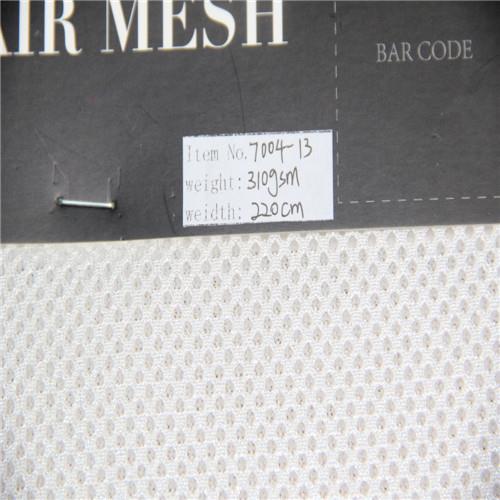 AIR MESH
BAR CODE
Item No. 7004-13
weight: 310gsm
weidth: 220cm